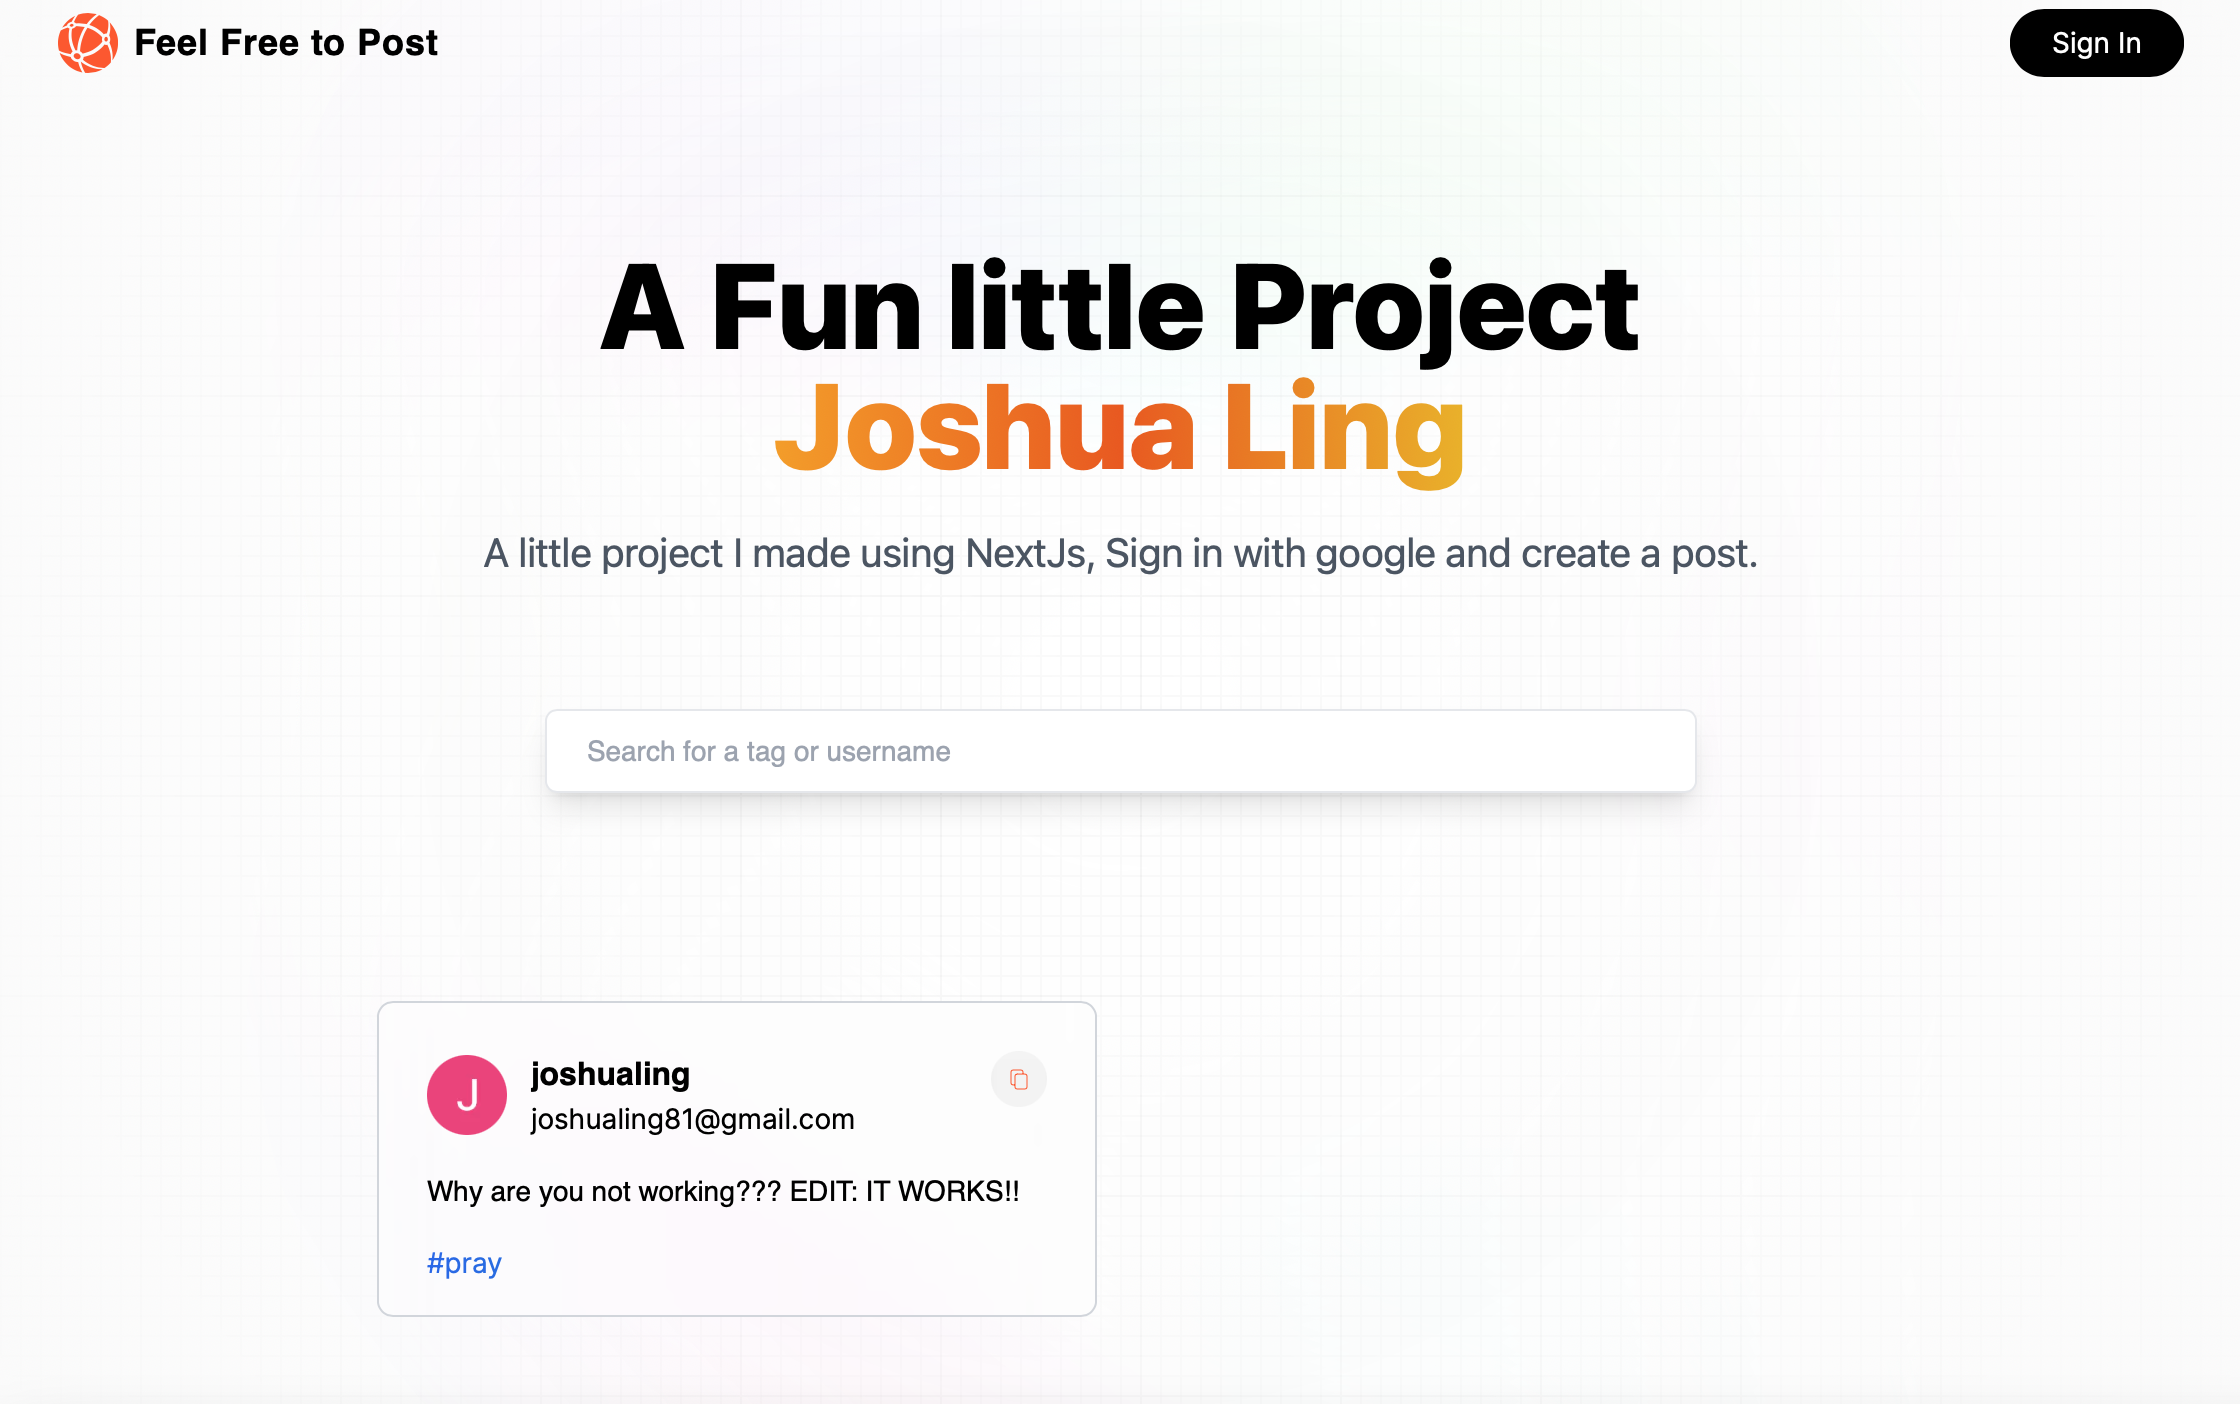 Feel Free to Post
Sign In
A Fun little Project
Joshua Ling
A little project I made using NextJs, Sign in with google and create a post.
Search for a tag or username
J
joshualing
joshualing81@gmail.com
Why are you not working??? EDIT: IT WORKS!!
#pray